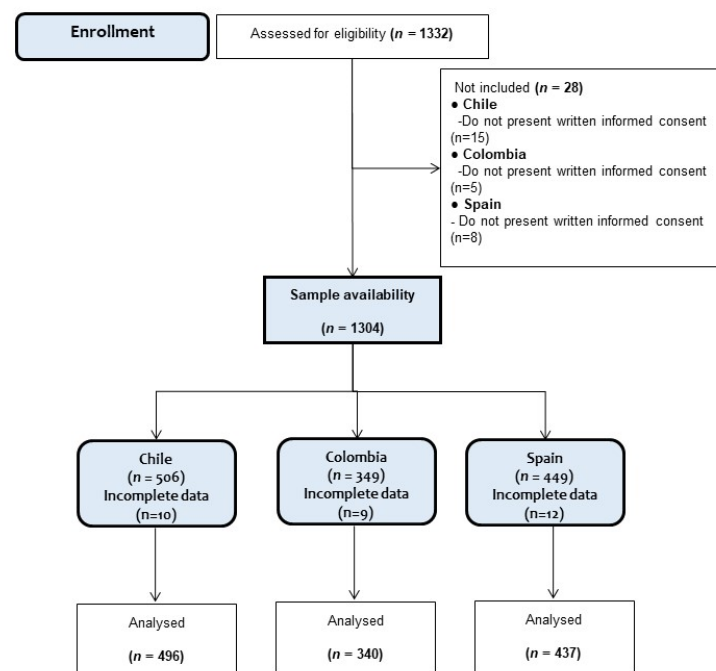 Enrollment
Assessed for eligibility (n = 1332)
Not included (n = 28)
● Chile
-Do not present written informed consent
(n=15)
● Colombia
-Do not present written informed consent
(n=5)
● Spain
- Do not present written informed consent
(n=8)
Sample availability
(n = 1304)
Chile
(n = 506)
Incomplete data
(n=10)
Colombia
(n = 349)
Incomplete data
(n=9)
Spain
(n = 449)
Incomplete data
(n=12)
Analysed
(n = 496)
Analysed
(n = 340)
Analysed
(n = 437)